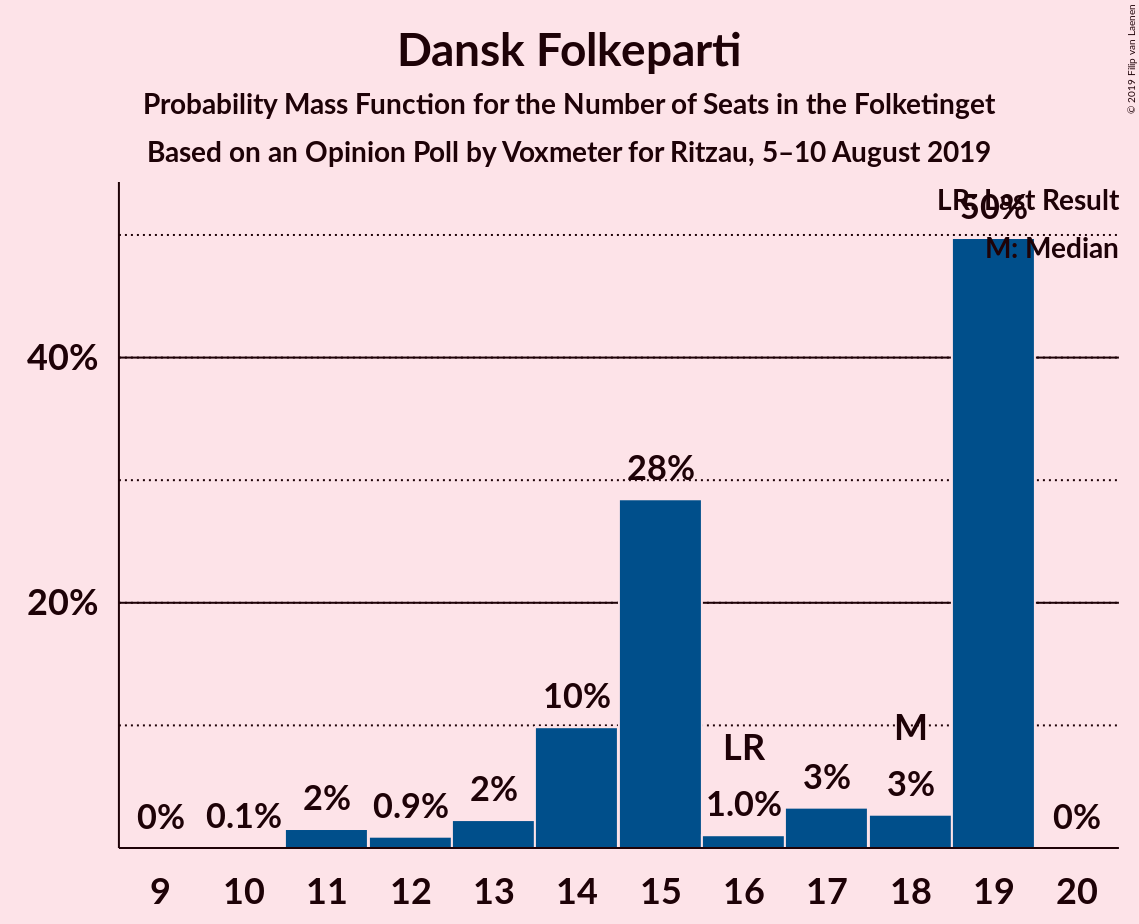 Dansk Folkeparti
Probability Mass Function for the Number of Seats in the Folketinget
Based on an Opinion Poll by Voxmeter for Ritzau, 5–10 August 2019
© 2019 Filip van Laenen
LR: Last Result
M: Median
40%
20%
0%
0.1%
2%
0.9%
2%
10%
28%
LR
1.0%
3%
M
3%
50%
0%
9 10 11 12 13 14 15 16 17 18 19 20